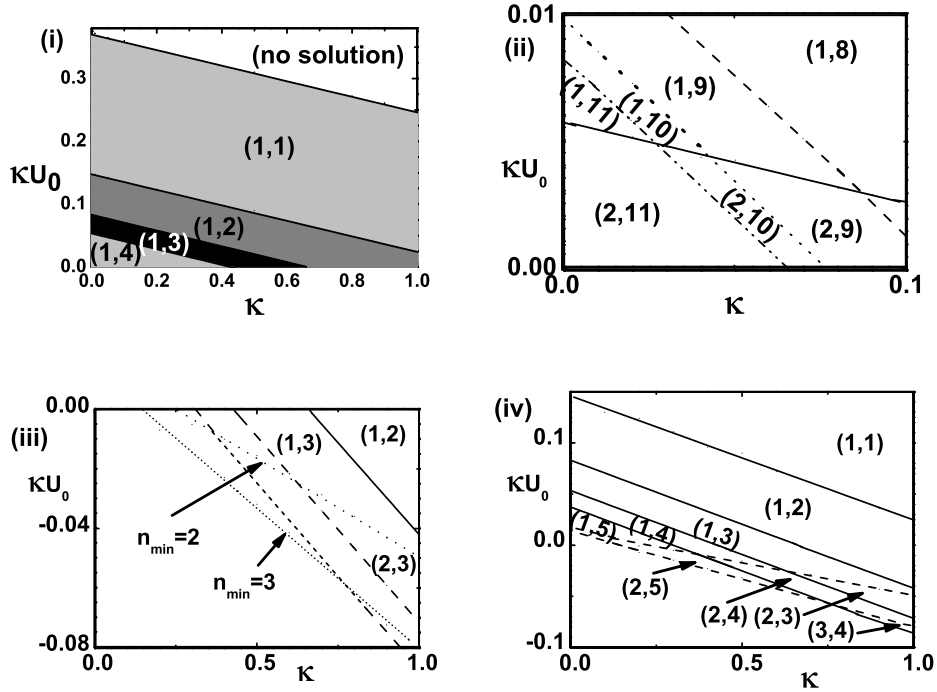 (i)
(no solution)
0.3
(1,1)
0.2
κU0
0.1
(1,2)
(1,3)
(1,4)
0.0
0.0 0.2 0.4 0.6 0.8 1.0
κ
(ii)
0.01
(1,8)
(1,9)
(1,11)
(1,10)
κU0
(2,11)
(2,10)
(2,9)
0.00
0.0 0.1
κ
(iii)
0.00
(1,3)
(1,2)
κU0
-0.04
nmin=2
(2,3)
nmin=3
-0.08
0.0 0.5 1.0
κ
(iv)
0.1
(1,1)
κU0
(1,2)
(1,5)
(1,4)
(1,3)
0.0
(2,5)
(2,4) (2,3)
(3,4)
-0.1
0.0 0.5 1.0
κ